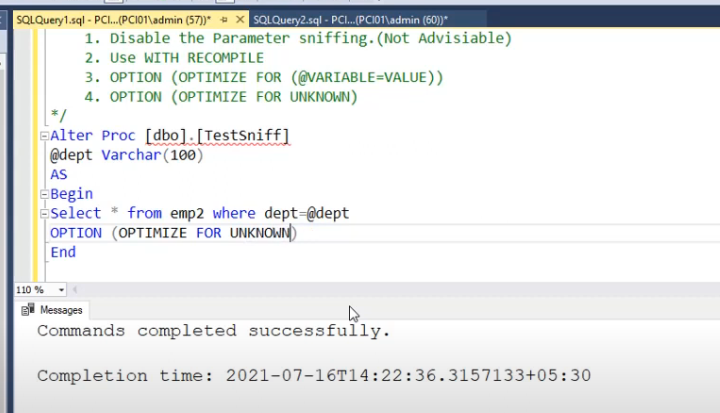 SQLQuery1.sql - PCI...(PCI01\admin (57))* SQLQuery2.sql - PCI...(PCI01\admin (60))*
1. Disable the Parameter sniffing.(Not Advisiable)
2. Use WITH RECOMPILE
3. OPTION (OPTIMIZE FOR (@VARIABLE=VALUE))
4. OPTION (OPTIMIZE FOR UNKNOWN)
*/
Alter Proc [dbo].[TestSniff]
@dept Varchar(100)
AS
Begin
Select * from emp2 where dept=@dept
OPTION (OPTIMIZE FOR UNKNOWN)
End
110 %
Messages
Commands completed successfully.
Completion time: 2021-07-16T14:22:36.3157133+05:30